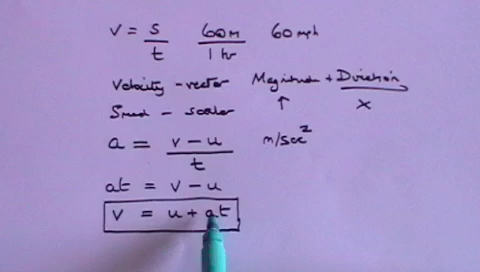 v = s/t 60M/1 hr 60 mph
Velocity - vector Magnitude + Direction
Speed - scalar ↑ x
a = v - u/t m/sec²
at = v - u
v = u + at